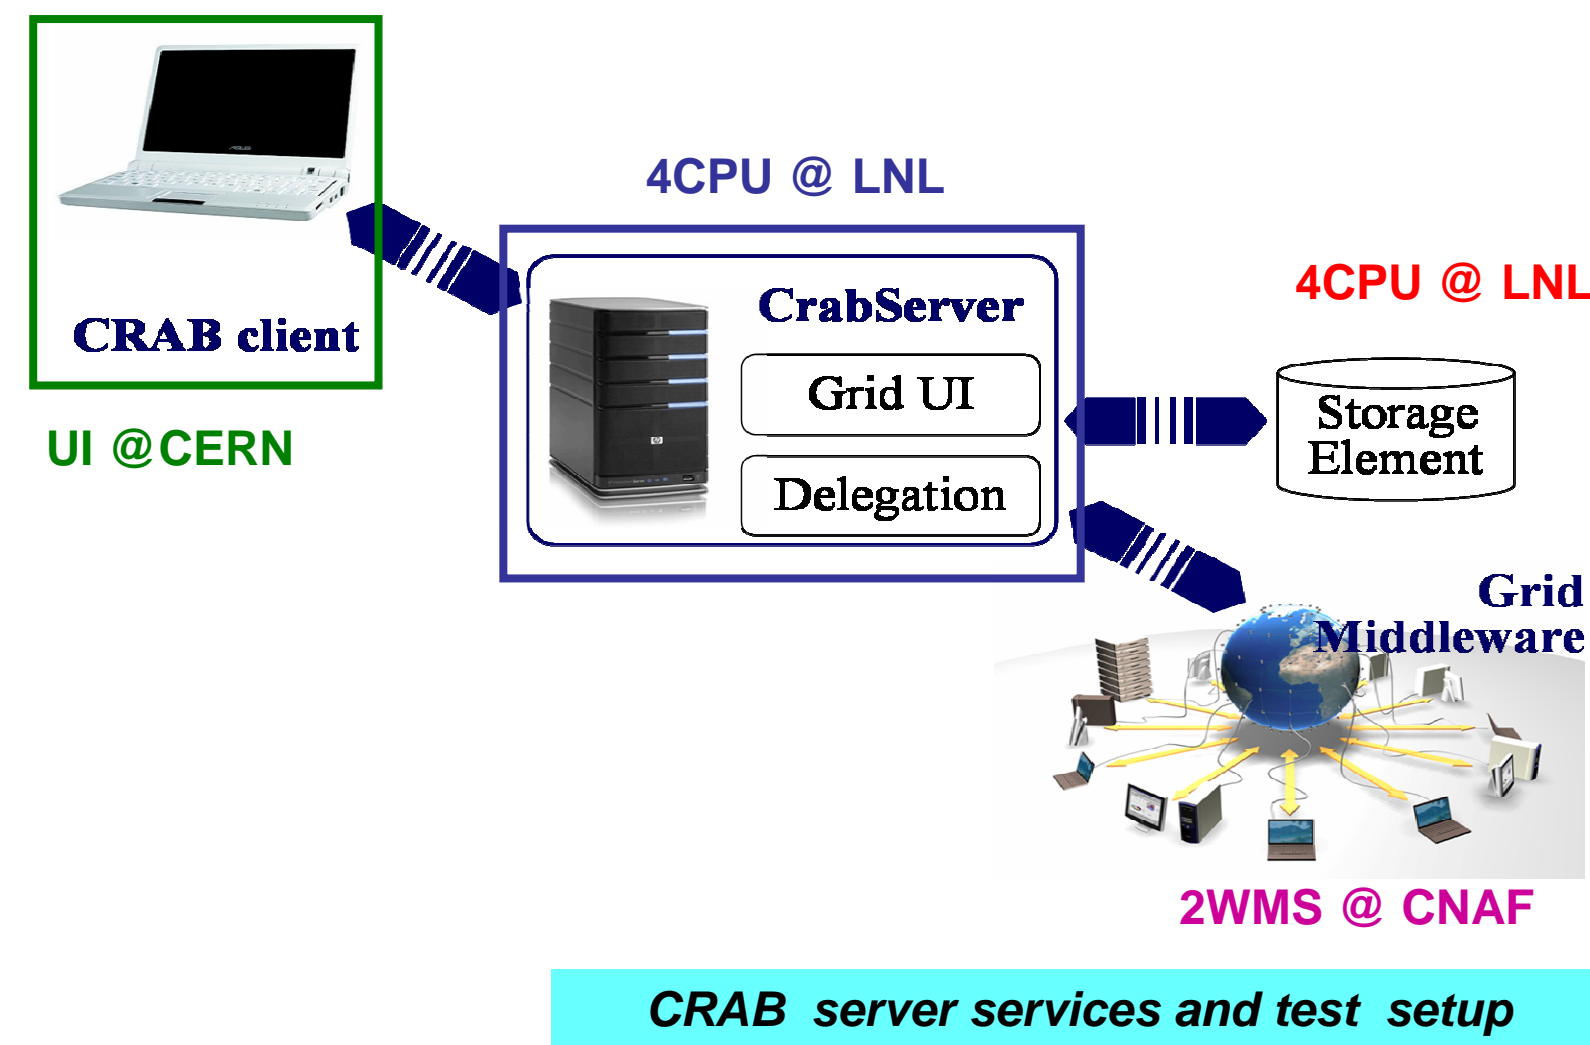 4CPU @ LNL
CRAB client
UI @CERN
CrabServer
Grid UI
Delegation
4CPU @ LNL
Storage
Element
Grid
Middleware
2WMS @ CNAF
CRAB server services and test setup